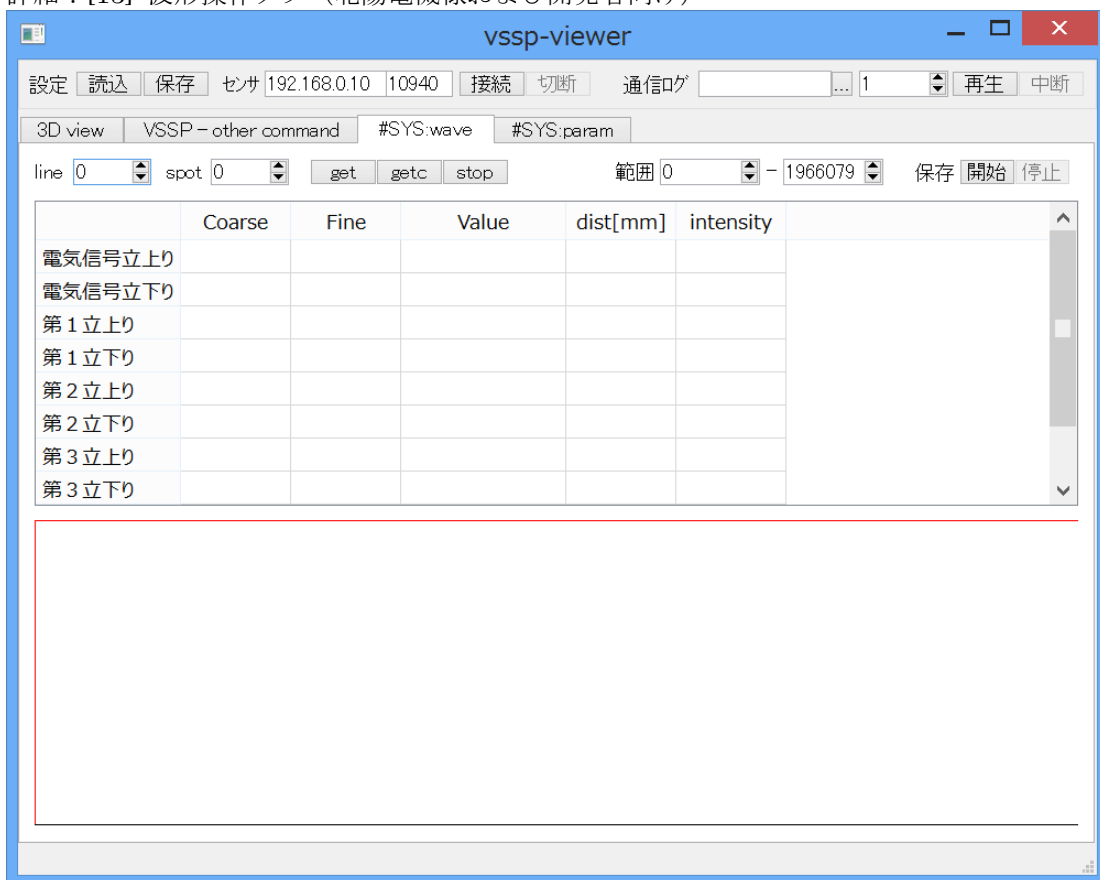 vssp-viewer
設定 読込 保存 センサ 192.168.0.10 10940 接続 切断 通信ログ ... 1 再生 中断
3D view VSSP－other command #SYS:wave #SYS:param
line 0 spot 0 get getc stop 範囲 0 － 1966079 保存 開始 停止
Coarse Fine Value dist[mm] intensity
電気信号立上り
電気信号立下り
第１立上り
第１立下り
第２立上り
第２立下り
第３立上り
第３立下り